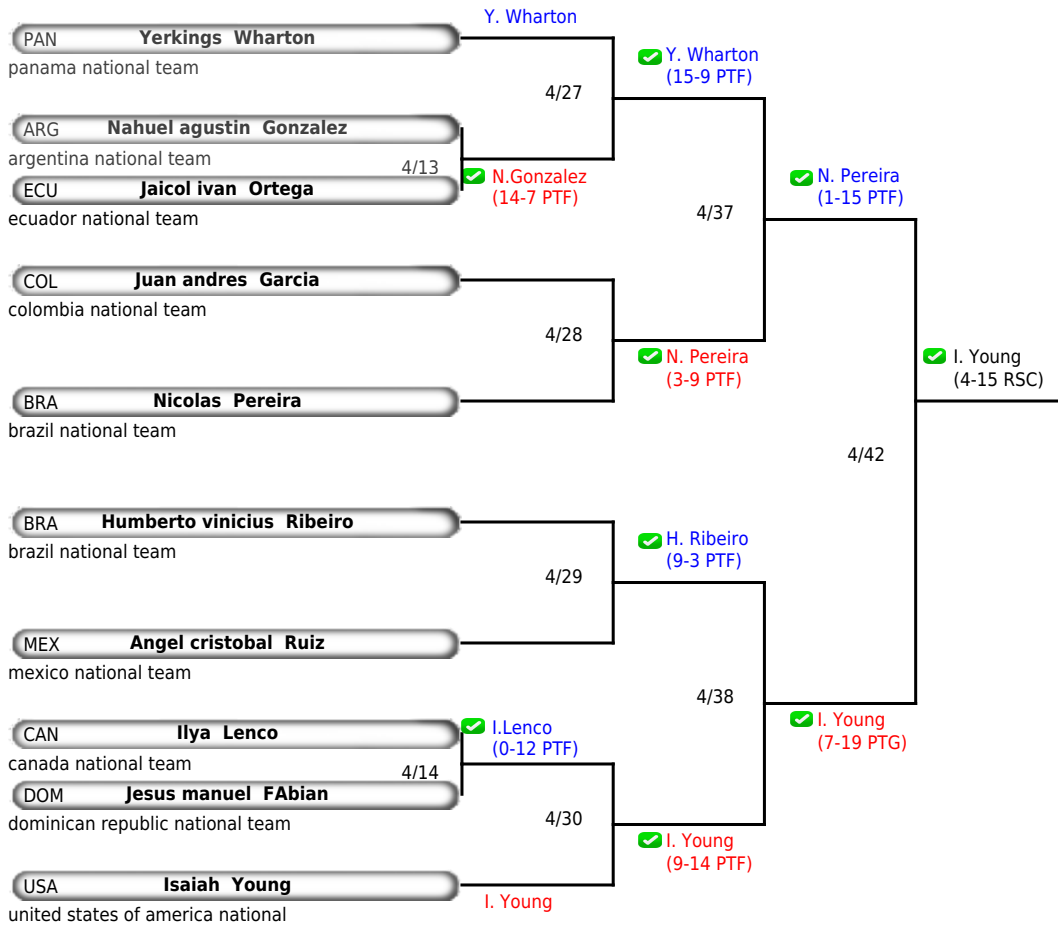 Y. Wharton
PAN Yerkings Wharton
panama national team
Y. Wharton
(15-9 PTF)
4/27
ARG Nahuel agustin Gonzalez
argentina national team
4/13
N.Gonzalez
(14-7 PTF)
ECU Jaicol ivan Ortega
ecuador national team
N. Pereira
(1-15 PTF)
4/37
COL Juan andres Garcia
colombia national team
4/28
N. Pereira
(3-9 PTF)
I. Young
(4-15 RSC)
BRA Nicolas Pereira
brazil national team
4/42
BRA Humberto vinicius Ribeiro
brazil national team
H. Ribeiro
(9-3 PTF)
4/29
MEX Angel cristobal Ruiz
mexico national team
4/38
I. Young
(7-19 PTG)
CAN Ilya Lenco
canada national team
I.Lenco
(0-12 PTF)
4/14
DOM Jesus manuel FAbian
dominican republic national team
4/30
I. Young
(9-14 PTF)
USA Isaiah Young
united states of america national
I. Young